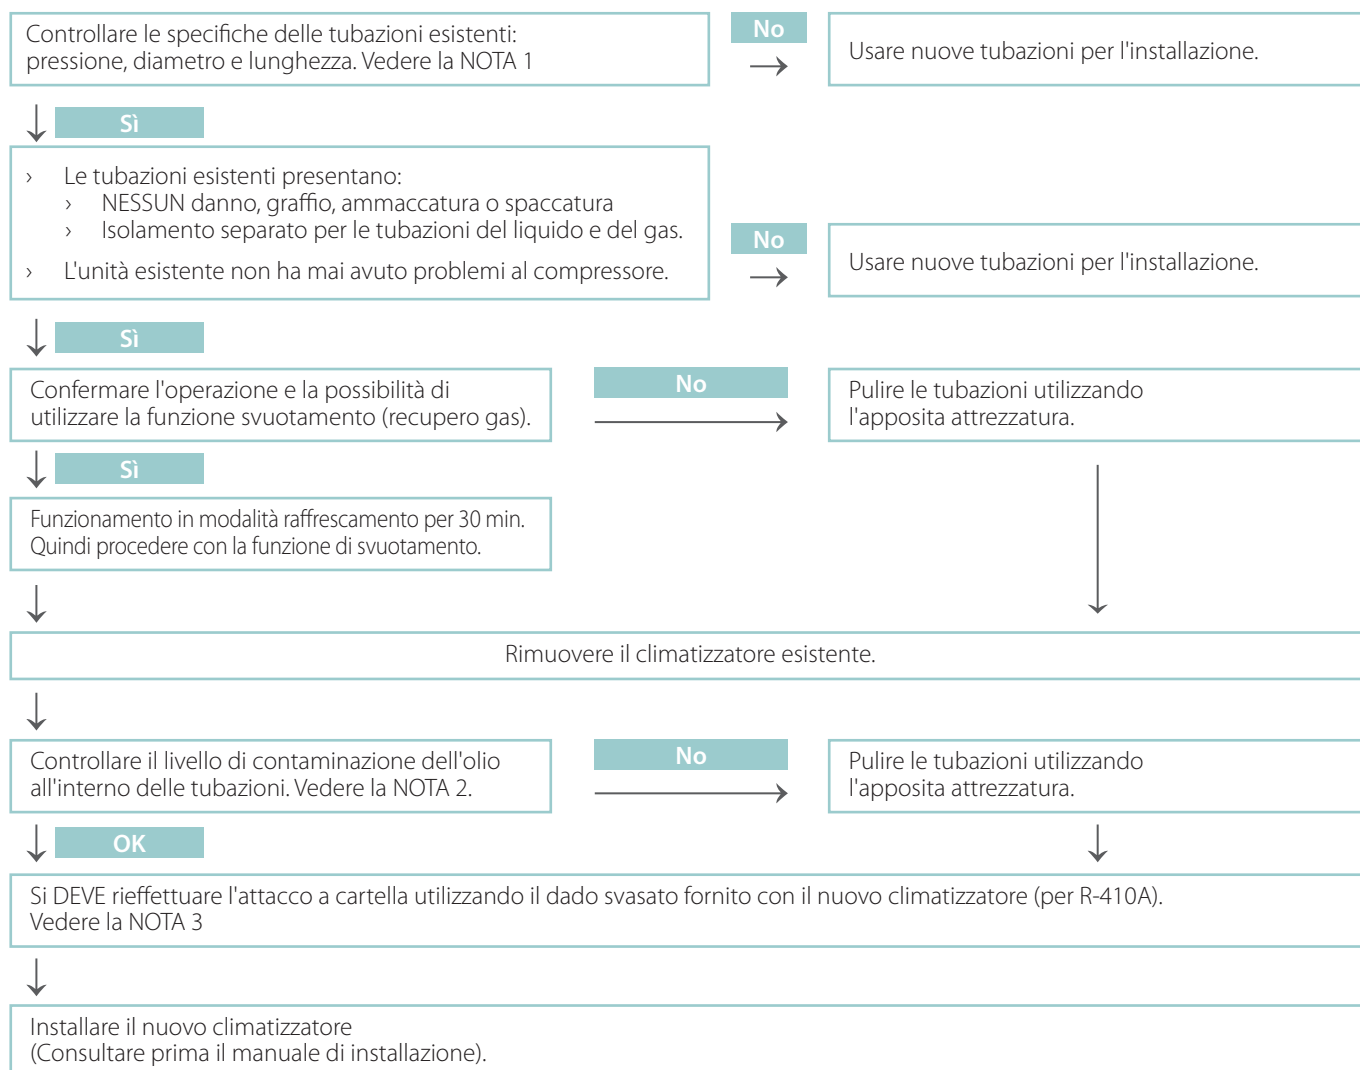 Controllare le specifiche delle tubazioni esistenti:
pressione, diametro e lunghezza. Vedere la NOTA 1
No
Usare nuove tubazioni per l'installazione.
Sì
› Le tubazioni esistenti presentano:
› NESSUN danno, graffio, ammaccatura o spaccatura
› Isolamento separato per le tubazioni del liquido e del gas.
› L'unità esistente non ha mai avuto problemi al compressore.
No
Usare nuove tubazioni per l'installazione.
Sì
Confermare l'operazione e la possibilità di
utilizzare la funzione svuotamento (recupero gas).
No
Pulire le tubazioni utilizzando
l'apposita attrezzatura.
Sì
Funzionamento in modalità raffrescamento per 30 min.
Quindi procedere con la funzione di svuotamento.
Rimuovere il climatizzatore esistente.
Controllare il livello di contaminazione dell'olio
all'interno delle tubazioni. Vedere la NOTA 2.
No
Pulire le tubazioni utilizzando
l'apposita attrezzatura.
OK
Si DEVE rieffettuare l'attacco a cartella utilizzando il dado svasato fornito con il nuovo climatizzatore (per R-410A).
Vedere la NOTA 3
Installare il nuovo climatizzatore
(Consultare prima il manuale di installazione).